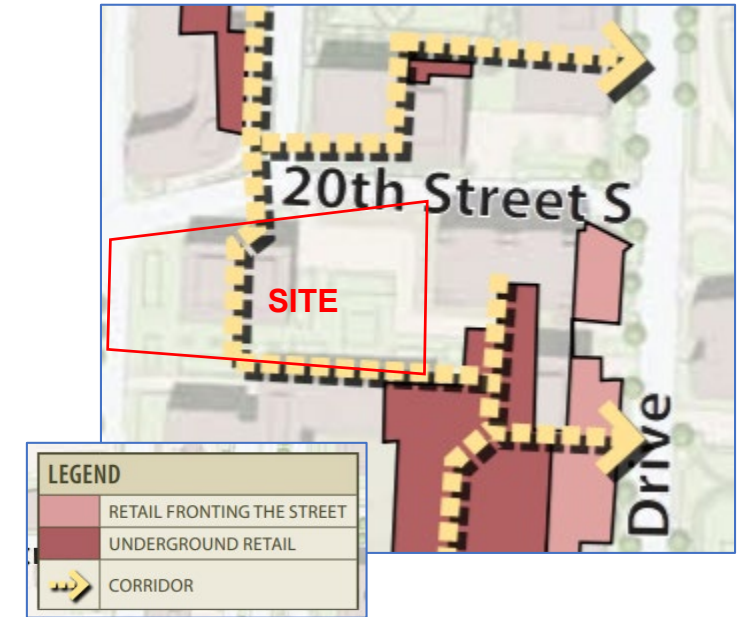 20th Street S
SITE
Drive
LEGEND
RETAIL FRONTING THE STREET
UNDERGROUND RETAIL
CORRIDOR